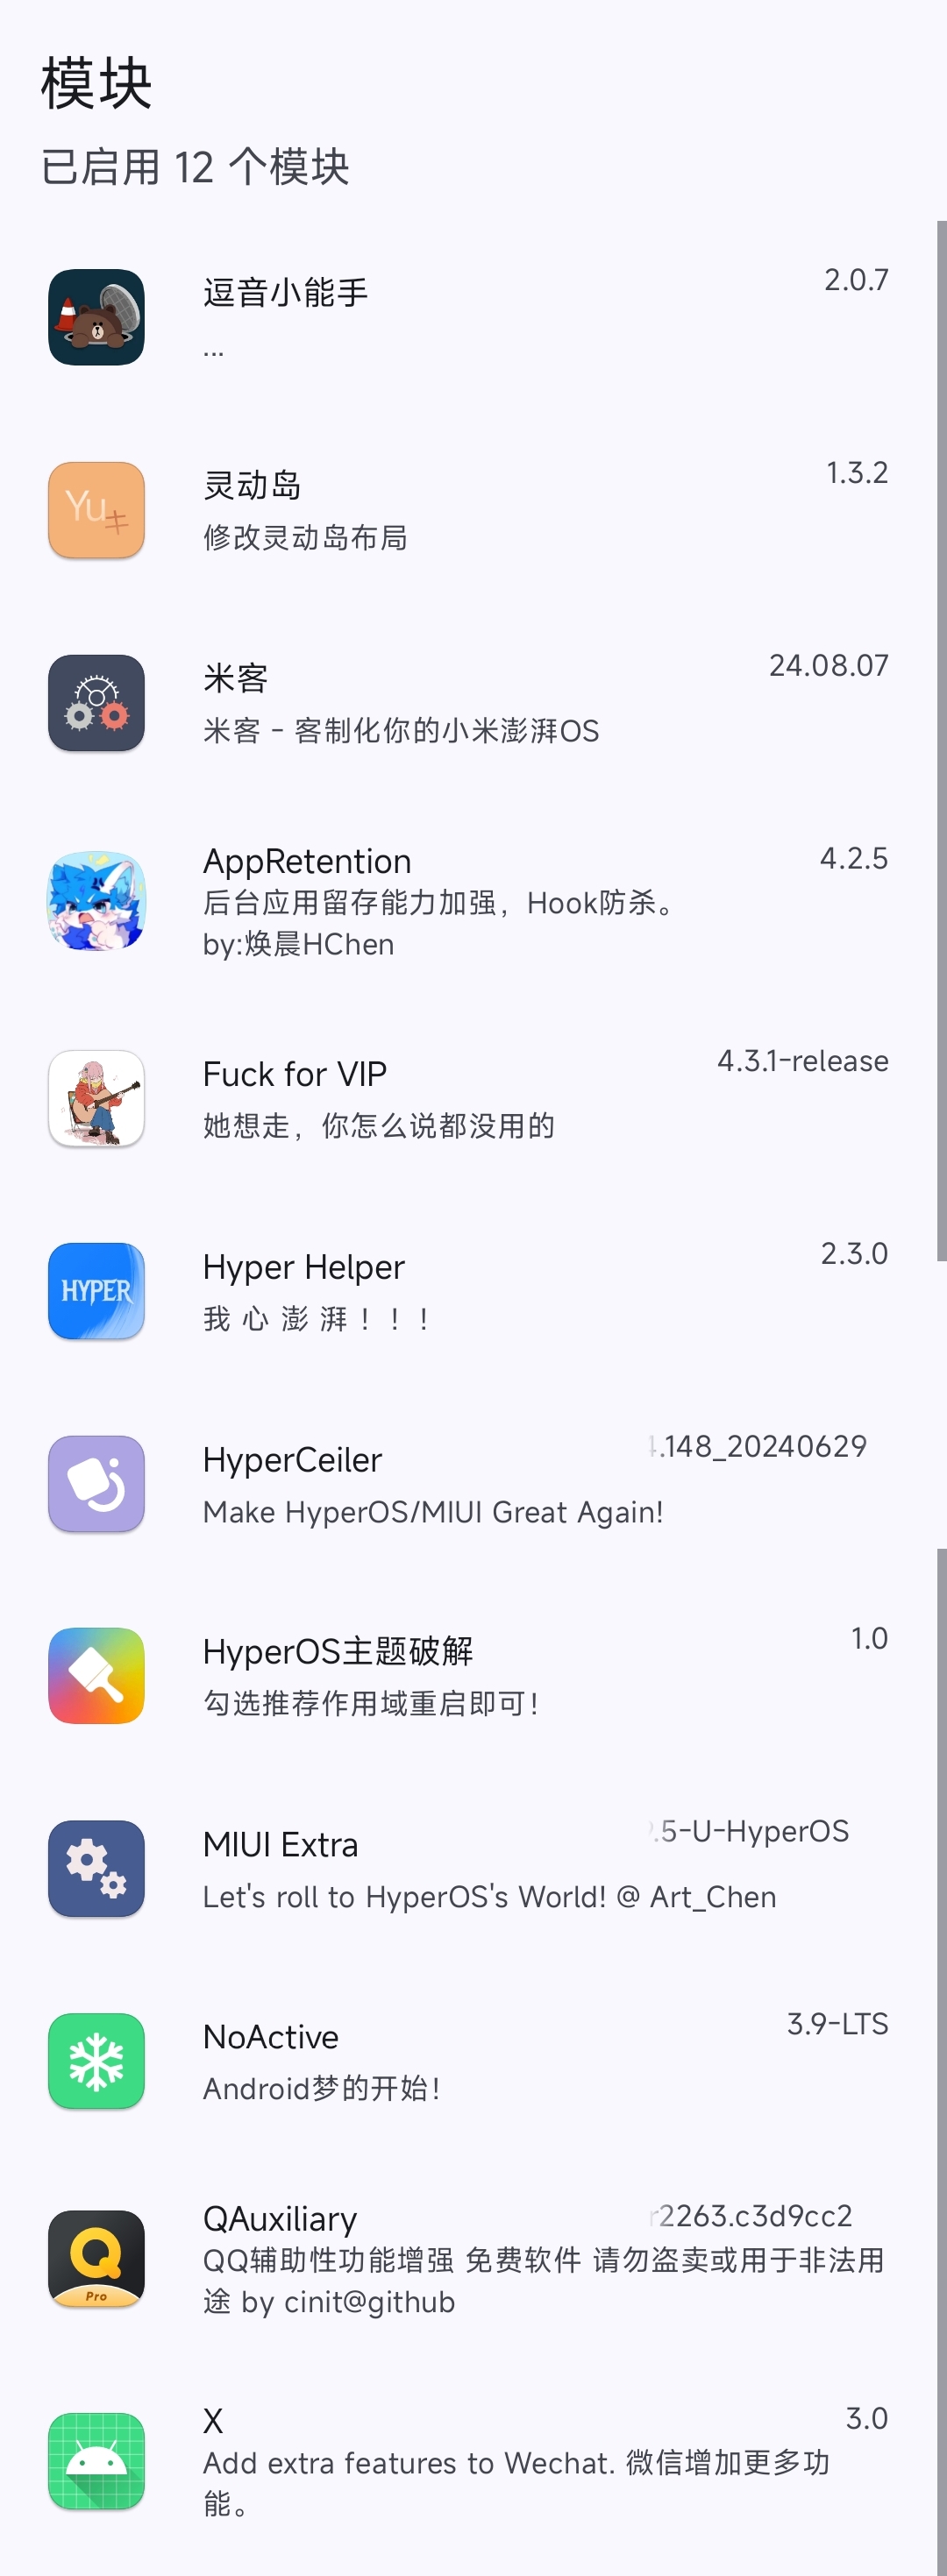 模块
已启用 12 个模块
逗音小能手
2.0.7
...
Yu
キ
灵动岛
1.3.2
修改灵动岛布局
米客
24.08.07
米客 - 客制化你的小米澎湃OS
AppRetention
4.2.5
后台应用留存能力加强，Hook防杀。
by:焕晨HChen
Fuck for VIP
4.3.1-release
她想走，你怎么说都没用的
HYPER
Hyper Helper
2.3.0
我 心 澎 湃 ！ ！ ！
HyperCeiler
.148_20240629
Make HyperOS/MIUI Great Again!
HyperOS主题破解
1.0
勾选推荐作用域重启即可！
MIUI Extra
.5-U-HyperOS
Let's roll to HyperOS's World! @ Art_Chen
NoActive
3.9-LTS
Android梦的开始！
Q
Pro
QAuxiliary
r2263.c3d9cc2
QQ辅助性功能增强 免费软件 请勿盗卖或用于非法用
途 by cinit@github
X
3.0
Add extra features to Wechat. 微信增加更多功
能。